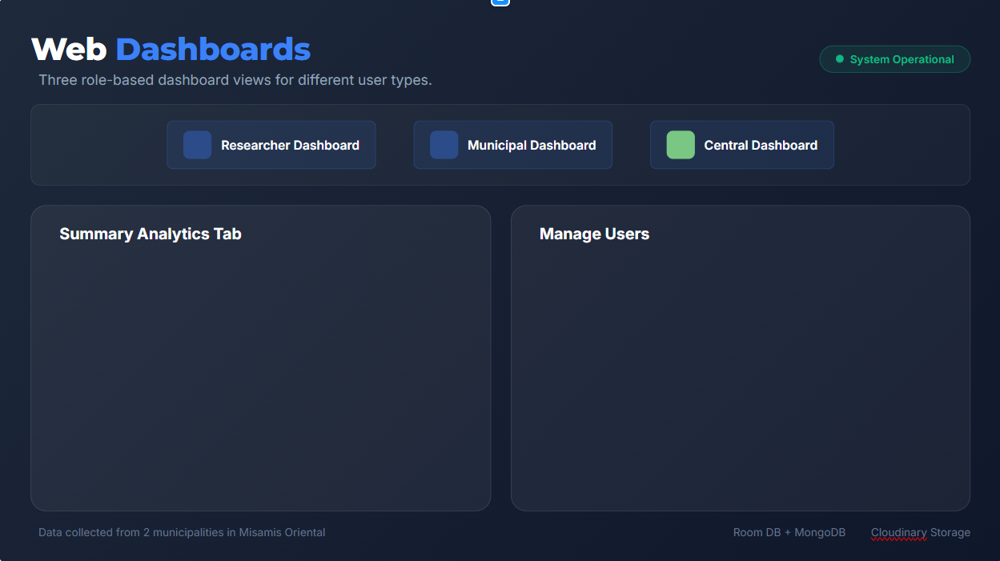 Web Dashboards
System Operational
Three role-based dashboard views for different user types.
Researcher Dashboard
Municipal Dashboard
Central Dashboard
Summary Analytics Tab
Manage Users
Data collected from 2 municipalities in Misamis Oriental
Room DB + MongoDB
Cloudinary Storage